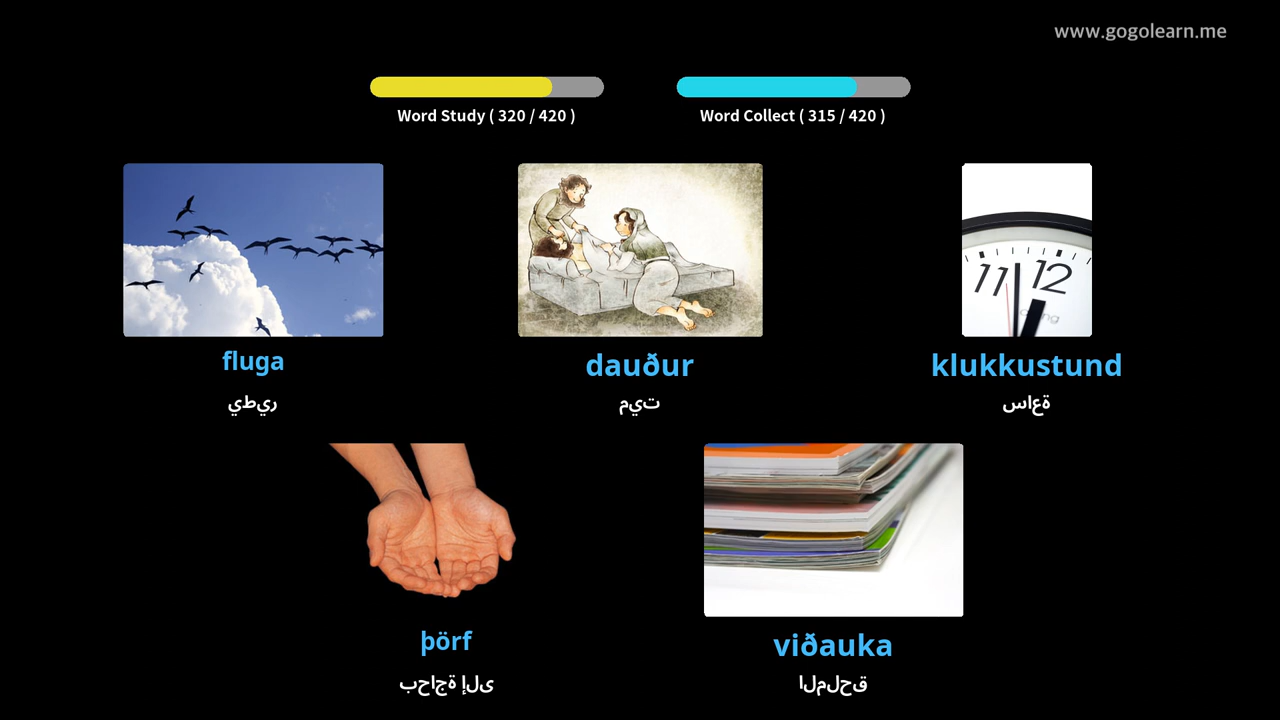 www.gogolearn.me
Word Study ( 320 / 420 )
Word Collect ( 315 / 420 )
fluga
يطير
dauður
ميت
klukkustund
ساعة
þörf
بحاجة إلى
viðauka
الملحق